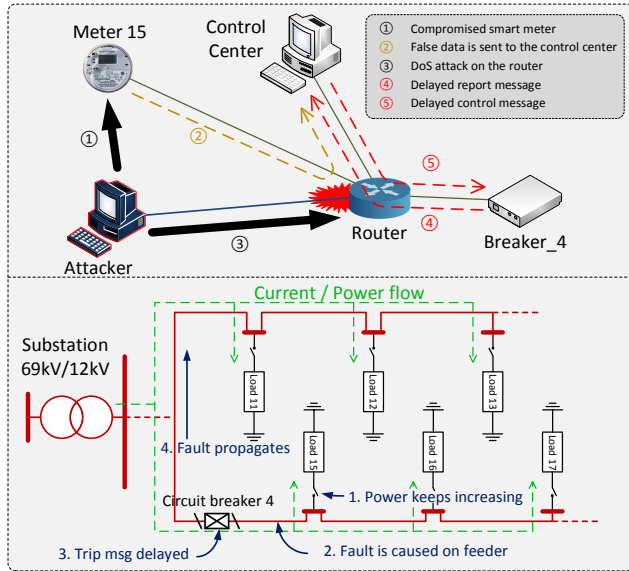 Meter 15
Control
Center
① Compromised smart meter
② False data is sent to the control center
③ DoS attack on the router
④ Delayed report message
⑤ Delayed control message
①
②
⑤
③
④
Attacker
Router
Breaker_4
Current / Power flow
Substation
69kV/12kV
Load 11
Load 12
Load 13
4. Fault propagates
Load 15
Load 16
Load 17
1. Power keeps increasing
Circuit breaker 4
3. Trip msg delayed
2. Fault is caused on feeder